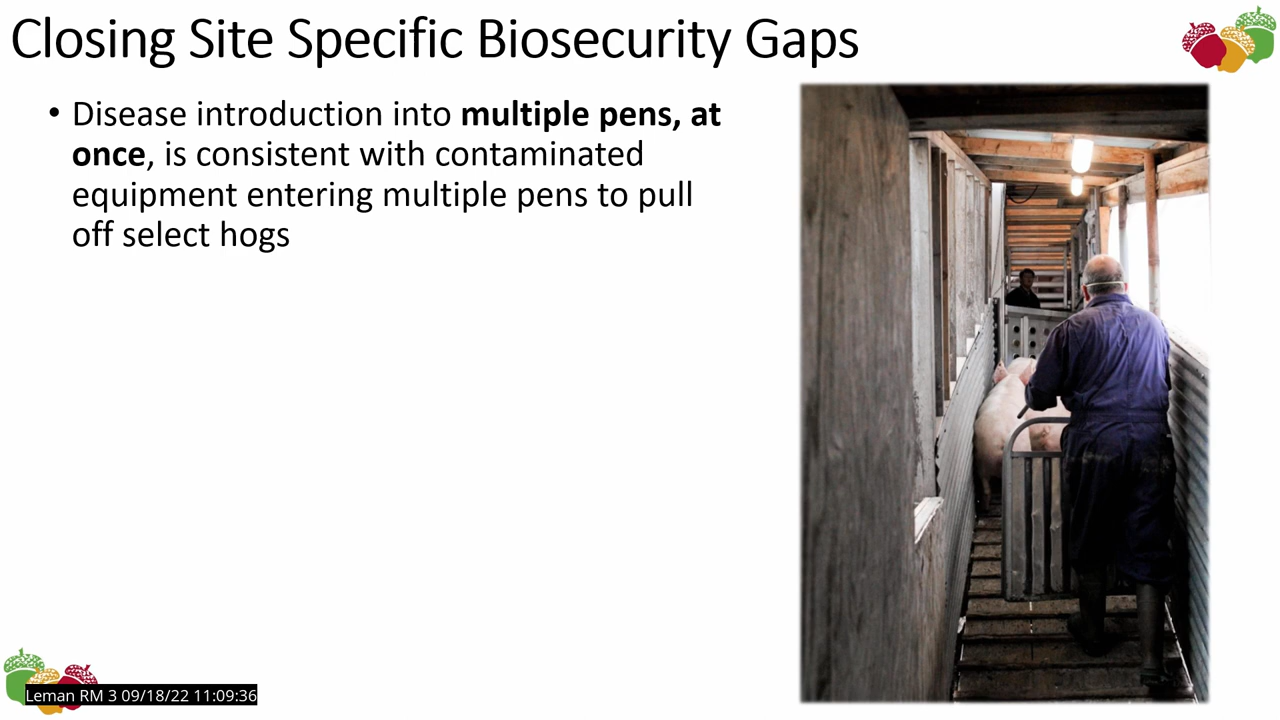 Closing Site Specific Biosecurity Gaps
• Disease introduction into multiple pens, at
once, is consistent with contaminated
equipment entering multiple pens to pull
off select hogs
Leman RM 3 09/18/22 11:09:36